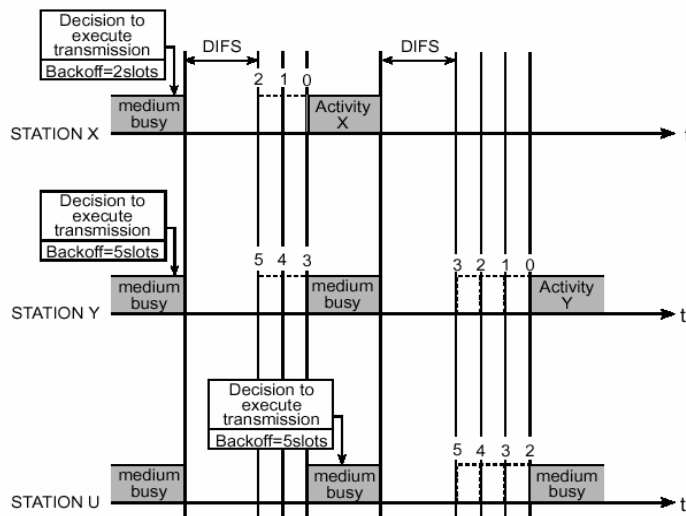 Decision to
execute
transmission
Backoff=2slots
DIFS
DIFS
2 1 0
medium
busy
Activity
X
STATION X
t
Decision to
execute
transmission
Backoff=5slots
5 4 3
3 2 1 0
medium
busy
medium
busy
Activity
Y
STATION Y
t
Decision to
execute
transmission
Backoff=5slots
5 4 3 2
medium
busy
medium
busy
medium
busy
STATION U
t